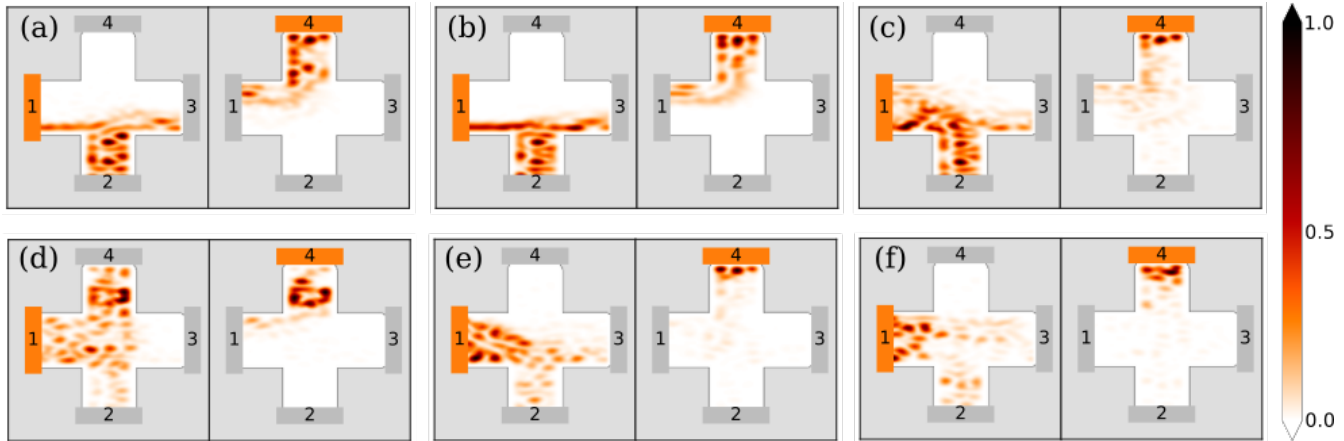 (a) 4 4 (b) 4 4 (c) 4 4 1.0
1 3 1 3 1 3 1 3 1 3 1 3
2 2 2 2 2 2
0.5
(d) 4 4 (e) 4 4 (f) 4 4
1 3 1 3 1 3 1 3 1 3 1 3
2 2 2 2 2 2 0.0